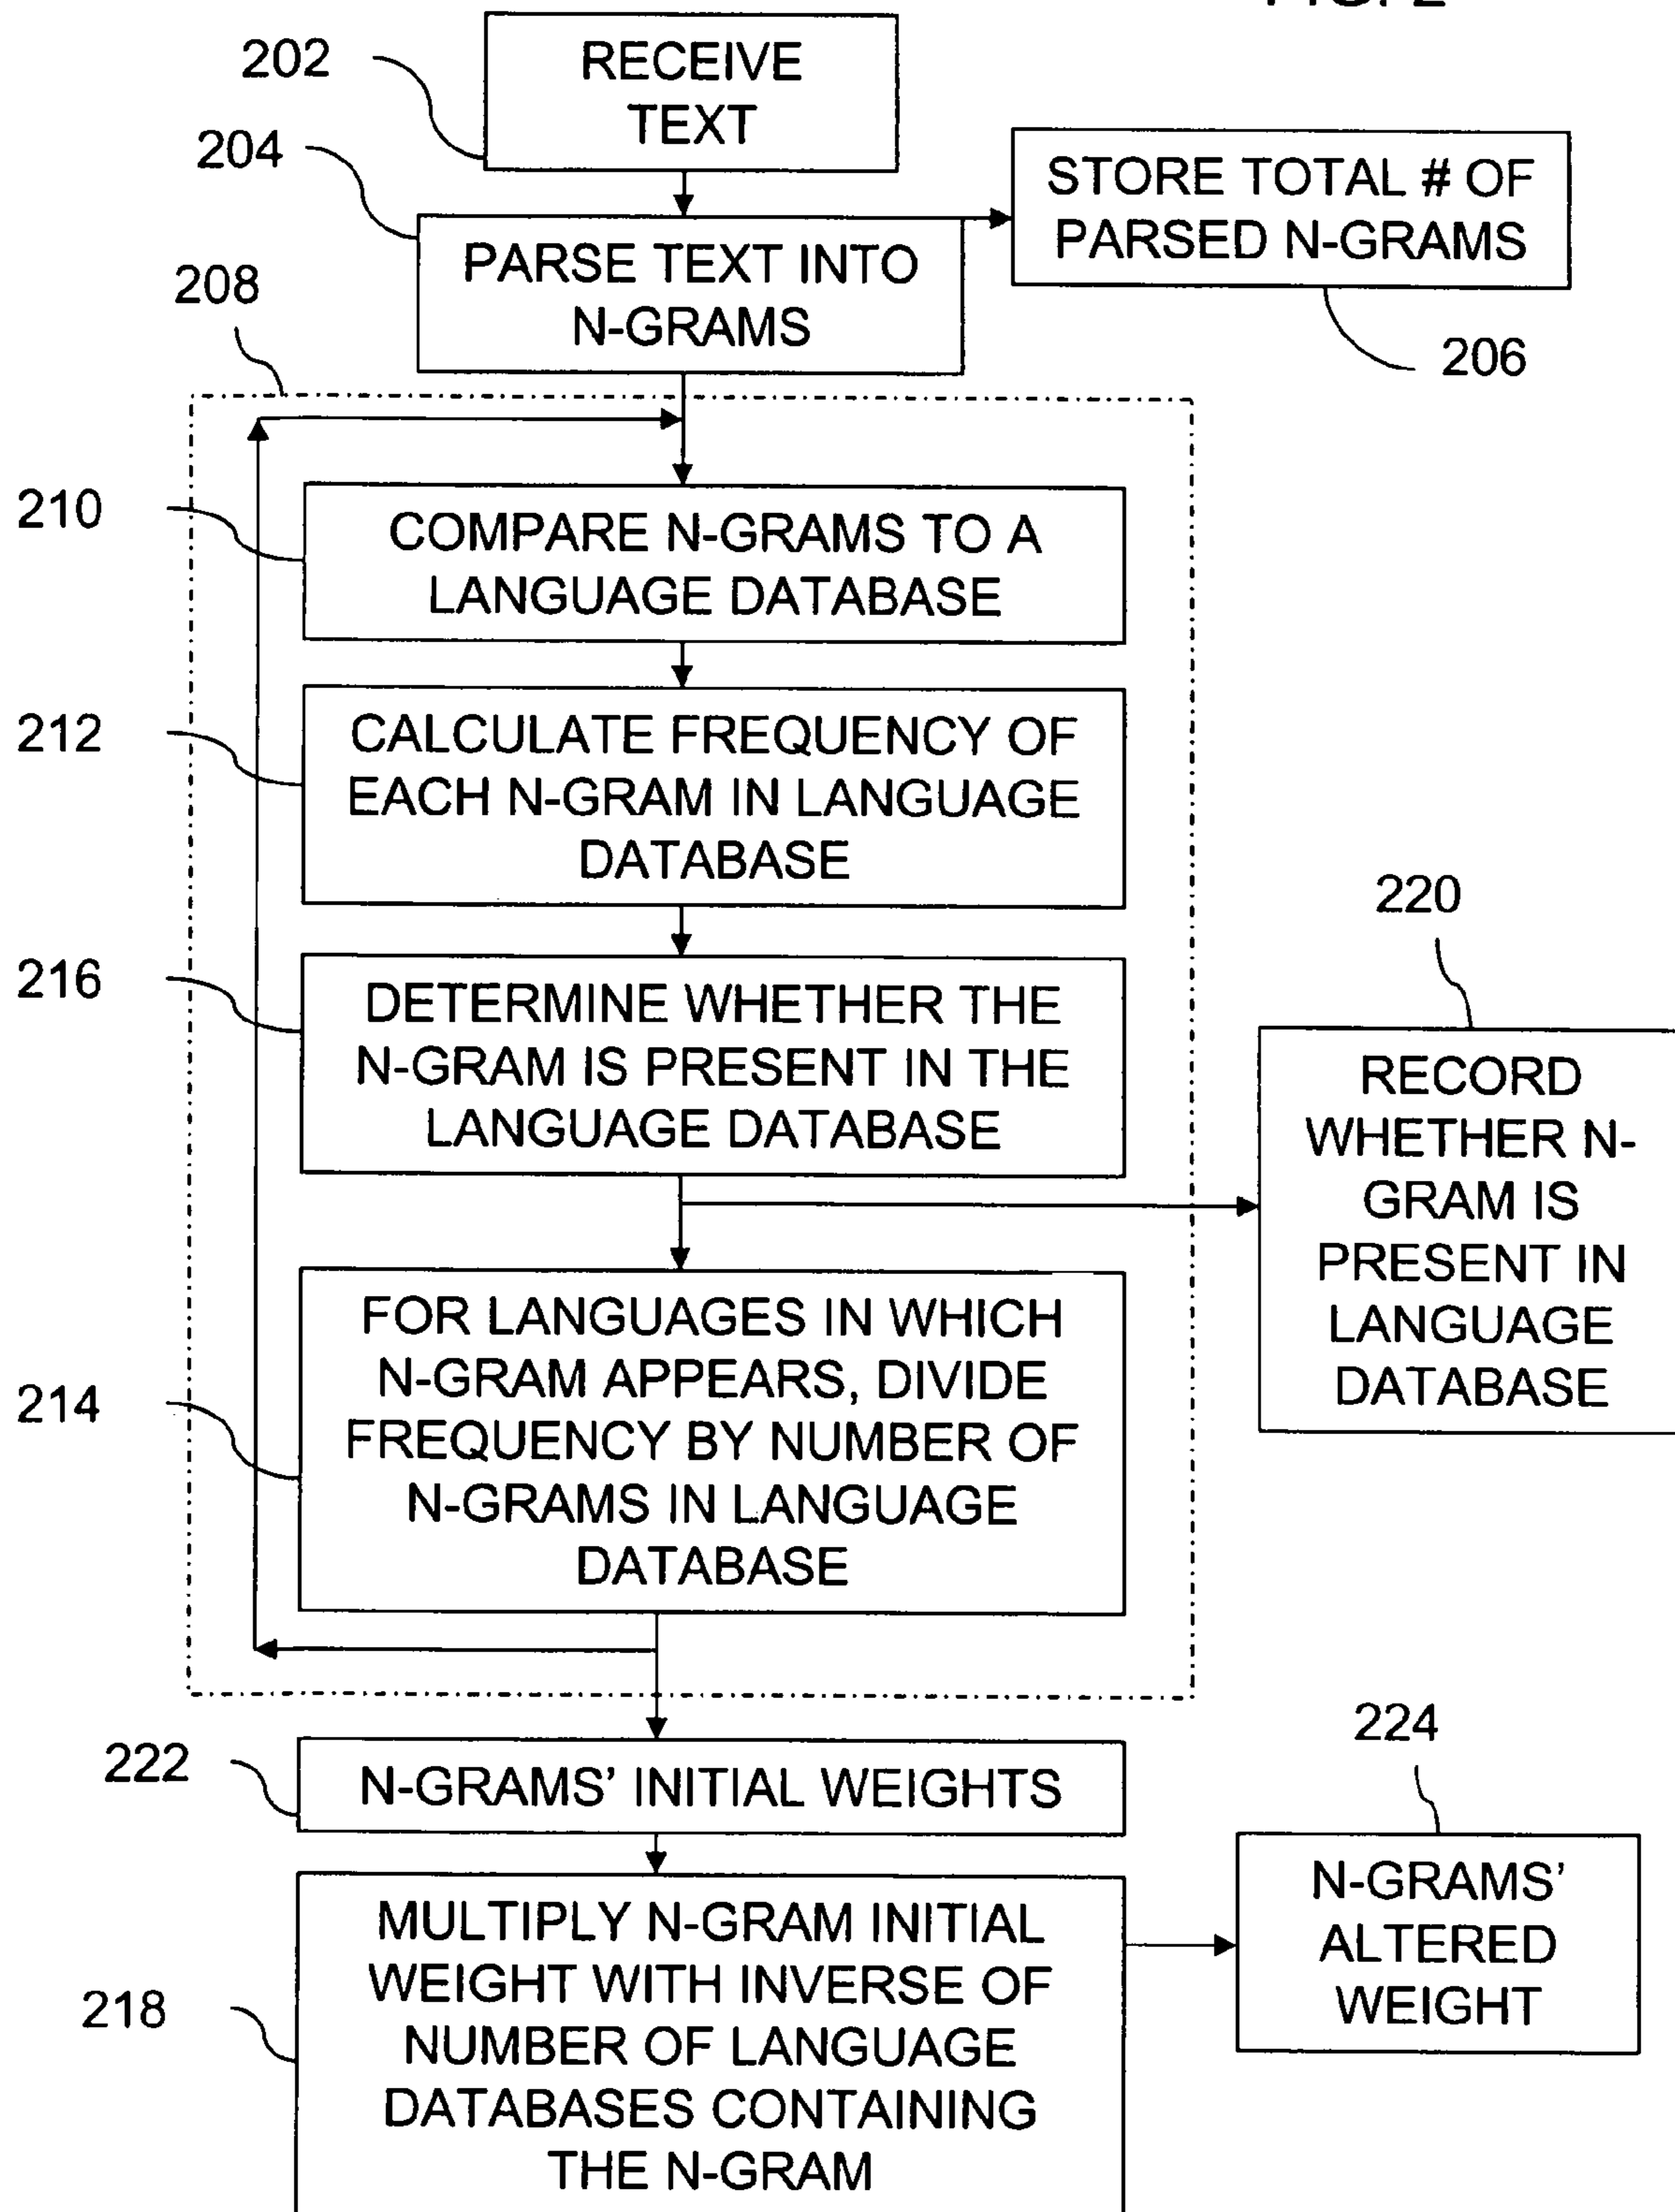 FIG. 2
202
RECEIVE
TEXT
204
STORE TOTAL # OF
PARSED N-GRAMS
206
PARSE TEXT INTO
N-GRAMS
208
210
COMPARE N-GRAMS TO A
LANGUAGE DATABASE
212
CALCULATE FREQUENCY OF
EACH N-GRAM IN LANGUAGE
DATABASE
216
DETERMINE WHETHER THE
N-GRAM IS PRESENT IN THE
LANGUAGE DATABASE
220
RECORD
WHETHER N-
GRAM IS
PRESENT IN
LANGUAGE
DATABASE
214
FOR LANGUAGES IN WHICH
N-GRAM APPEARS, DIVIDE
FREQUENCY BY NUMBER OF
N-GRAMS IN LANGUAGE
DATABASE
222
N-GRAMS’ INITIAL WEIGHTS
224
N-GRAMS’
ALTERED
WEIGHT
218
MULTIPLY N-GRAM INITIAL
WEIGHT WITH INVERSE OF
NUMBER OF LANGUAGE
DATABASES CONTAINING
THE N-GRAM